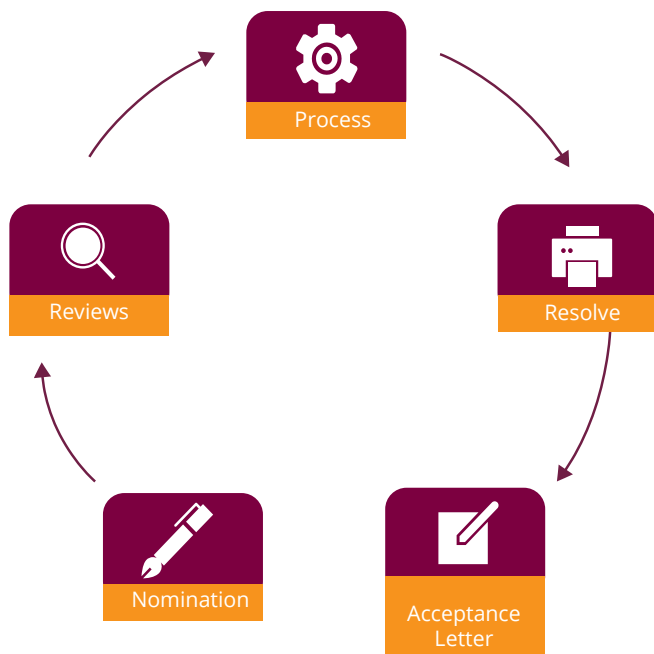 Process
Reviews
Resolve
Nomination
Acceptance
Letter